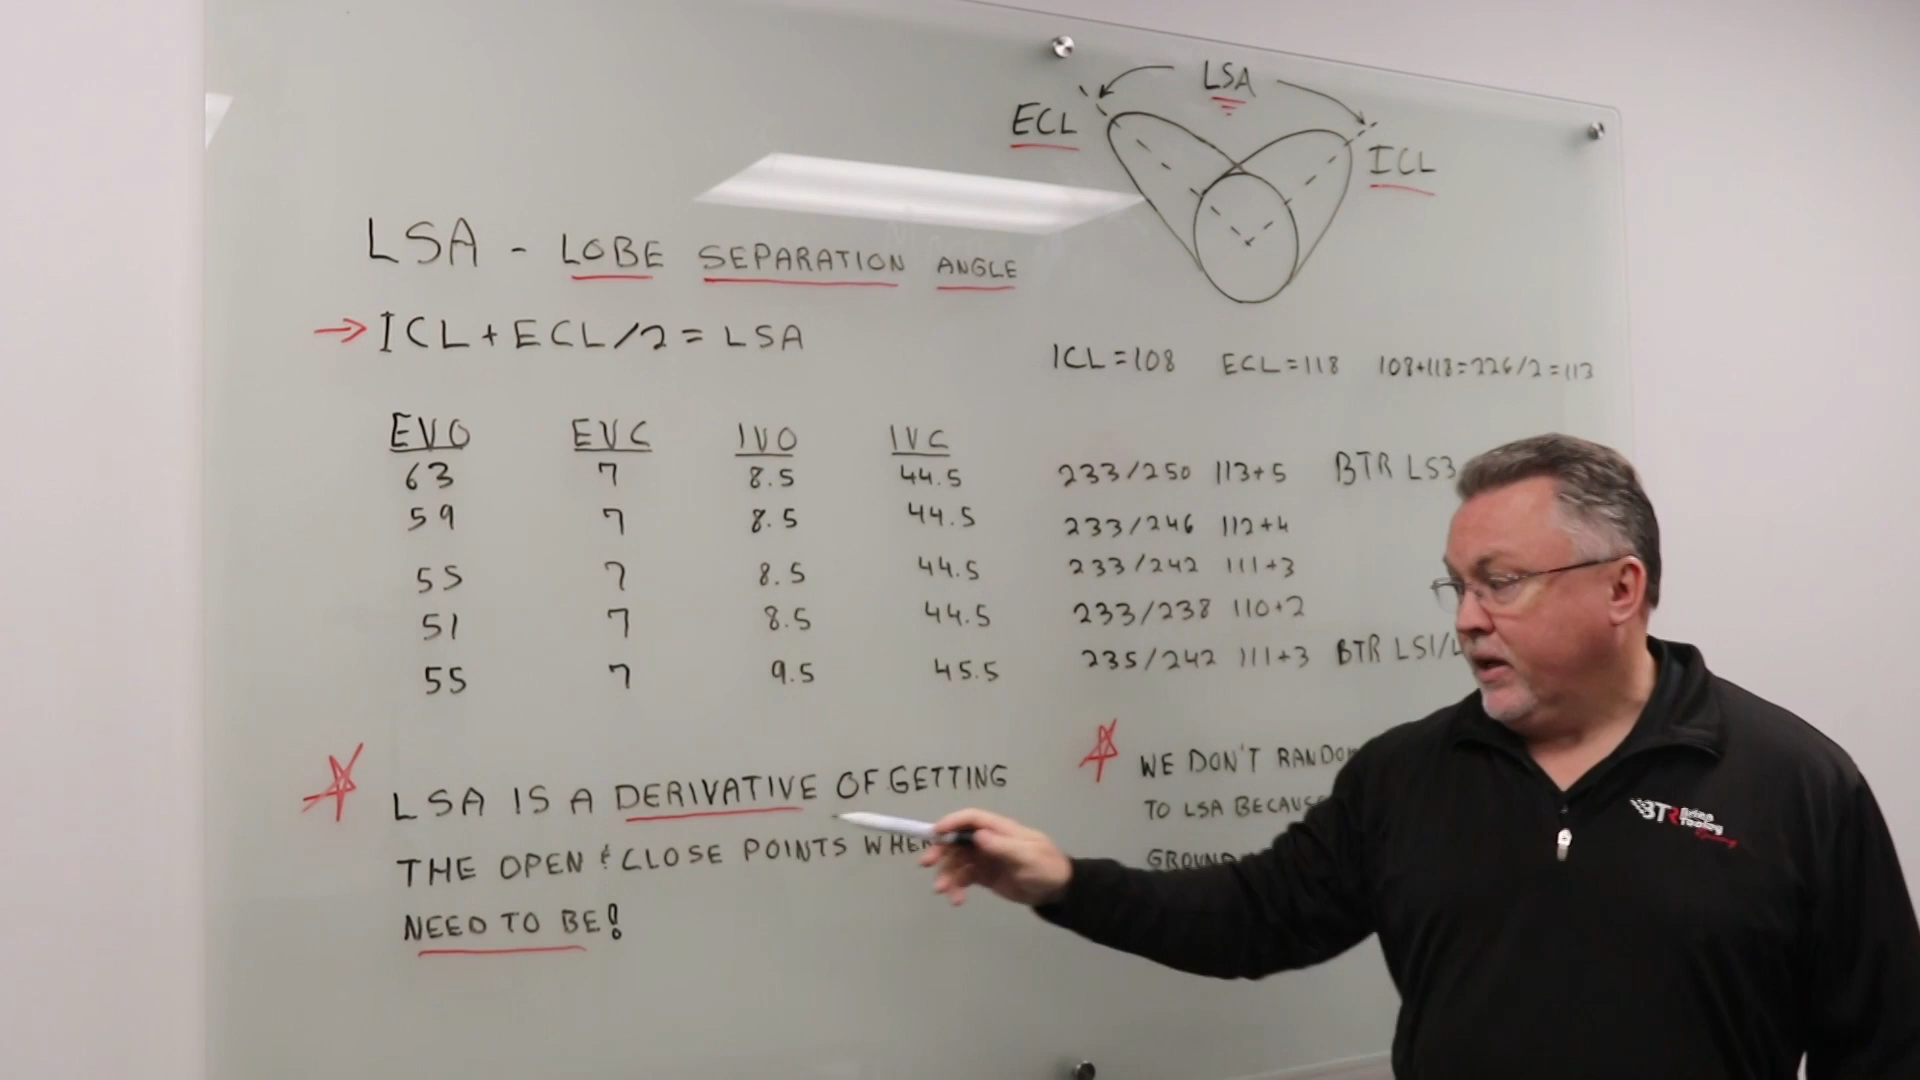 LSA
ECL
ICL
LSA - LOBE SEPARATION ANGLE
→ ICL + ECL/2 = LSA
ICL = 108 ECL = 118 108+118=226/2=113
EVO EVC IVO IVC
63 7 8.5 44.5 233/250 113+5 BTR LS3
59 7 8.5 44.5 233/246 112+4
55 7 8.5 44.5 233/242 111+3
51 7 8.5 44.5 233/238 110+2
55 7 9.5 45.5 235/242 111+3 BTR LS1/
LSA IS A DERIVATIVE OF GETTING
THE OPEN & CLOSE POINTS
NEED TO BE!
WE DON'T
TO LSA
BTR Brian Tooley Racing